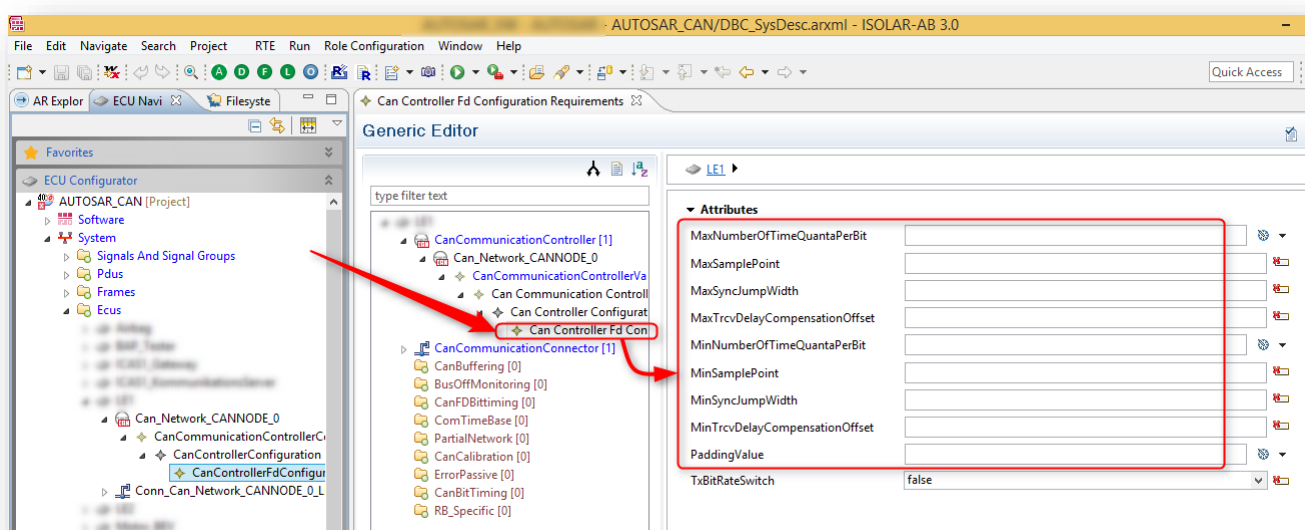 - AUTOSAR_CAN/DBC_SysDesc.arxml - ISOLAR-AB 3.0
File Edit Navigate Search Project RTE Run Role Configuration Window Help
Quick Access
AR Explor ECU Navi Filesyste
Can Controller Fd Configuration Requirements
Favorites
ECU Configurator
AUTOSAR_CAN [Project]
Software
System
Signals And Signal Groups
Pdus
Frames
Ecus
LE1
Can_Network_CANNODE_0
CanCommunicationControllerC
CanControllerConfiguration
CanControllerFdConfigur
Conn_Can_Network_CANNODE_0_L
LE2
Generic Editor
type filter text
LE1
CanCommunicationController [1]
Can_Network_CANNODE_0
CanCommunicationControllerVa
Can Communication Controll
Can Controller Configurat
Can Controller Fd Con
CanCommunicationConnector [1]
CanBuffering [0]
BusOffMonitoring [0]
CanFDBittiming [0]
ComTimeBase [0]
PartialNetwork [0]
CanCalibration [0]
ErrorPassive [0]
CanBitTiming [0]
RB_Specific [0]
LE1
Attributes
MaxNumberOfTimeQuantaPerBit
MaxSamplePoint
MaxSyncJumpWidth
MaxTrcvDelayCompensationOffset
MinNumberOfTimeQuantaPerBit
MinSamplePoint
MinSyncJumpWidth
MinTrcvDelayCompensationOffset
PaddingValue
TxBitRateSwitch false